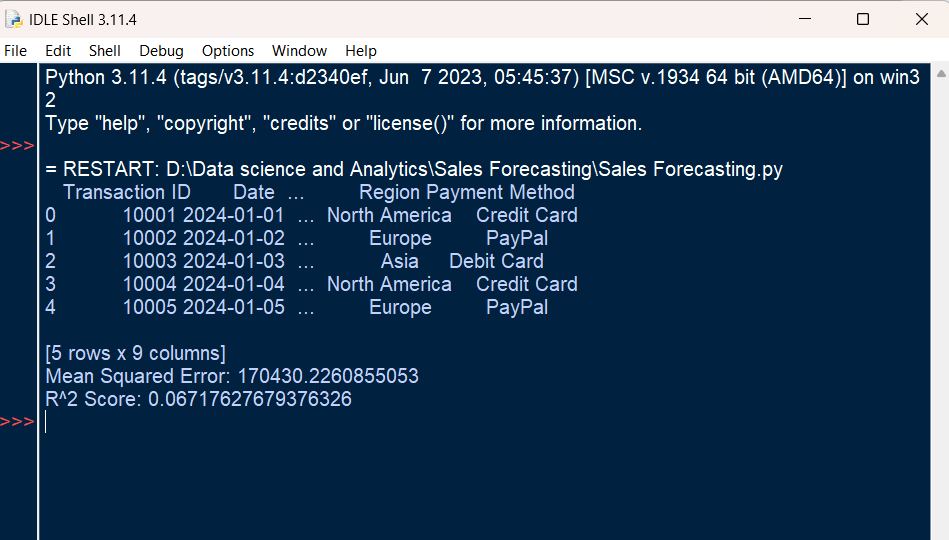 IDLE Shell 3.11.4
File Edit Shell Debug Options Window Help
Python 3.11.4 (tags/v3.11.4:d2340ef, Jun  7 2023, 05:45:37) [MSC v.1934 64 bit (AMD64)] on win3
2
Type "help", "copyright", "credits" or "license()" for more information.
>>>
= RESTART: D:\Data science and Analytics\Sales Forecasting\Sales Forecasting.py
Transaction ID Date ... Region Payment Method
0 10001 2024-01-01 ... North America Credit Card
1 10002 2024-01-02 ... Europe PayPal
2 10003 2024-01-03 ... Asia Debit Card
3 10004 2024-01-04 ... North America Credit Card
4 10005 2024-01-05 ... Europe PayPal
[5 rows x 9 columns]
Mean Squared Error: 170430.2260855053
R^2 Score: 0.06717627679376326
>>>